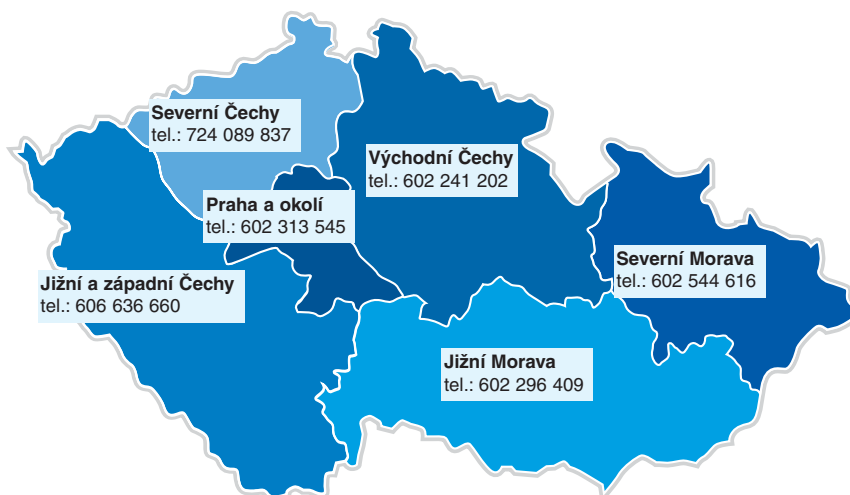 Severní Čechy
tel.: 724 089 837
Východní Čechy
tel.: 602 241 202
Praha a okolí
tel.: 602 313 545
Severní Morava
tel.: 602 544 616
Jižní a západní Čechy
tel.: 606 636 660
Jižní Morava
tel.: 602 296 409